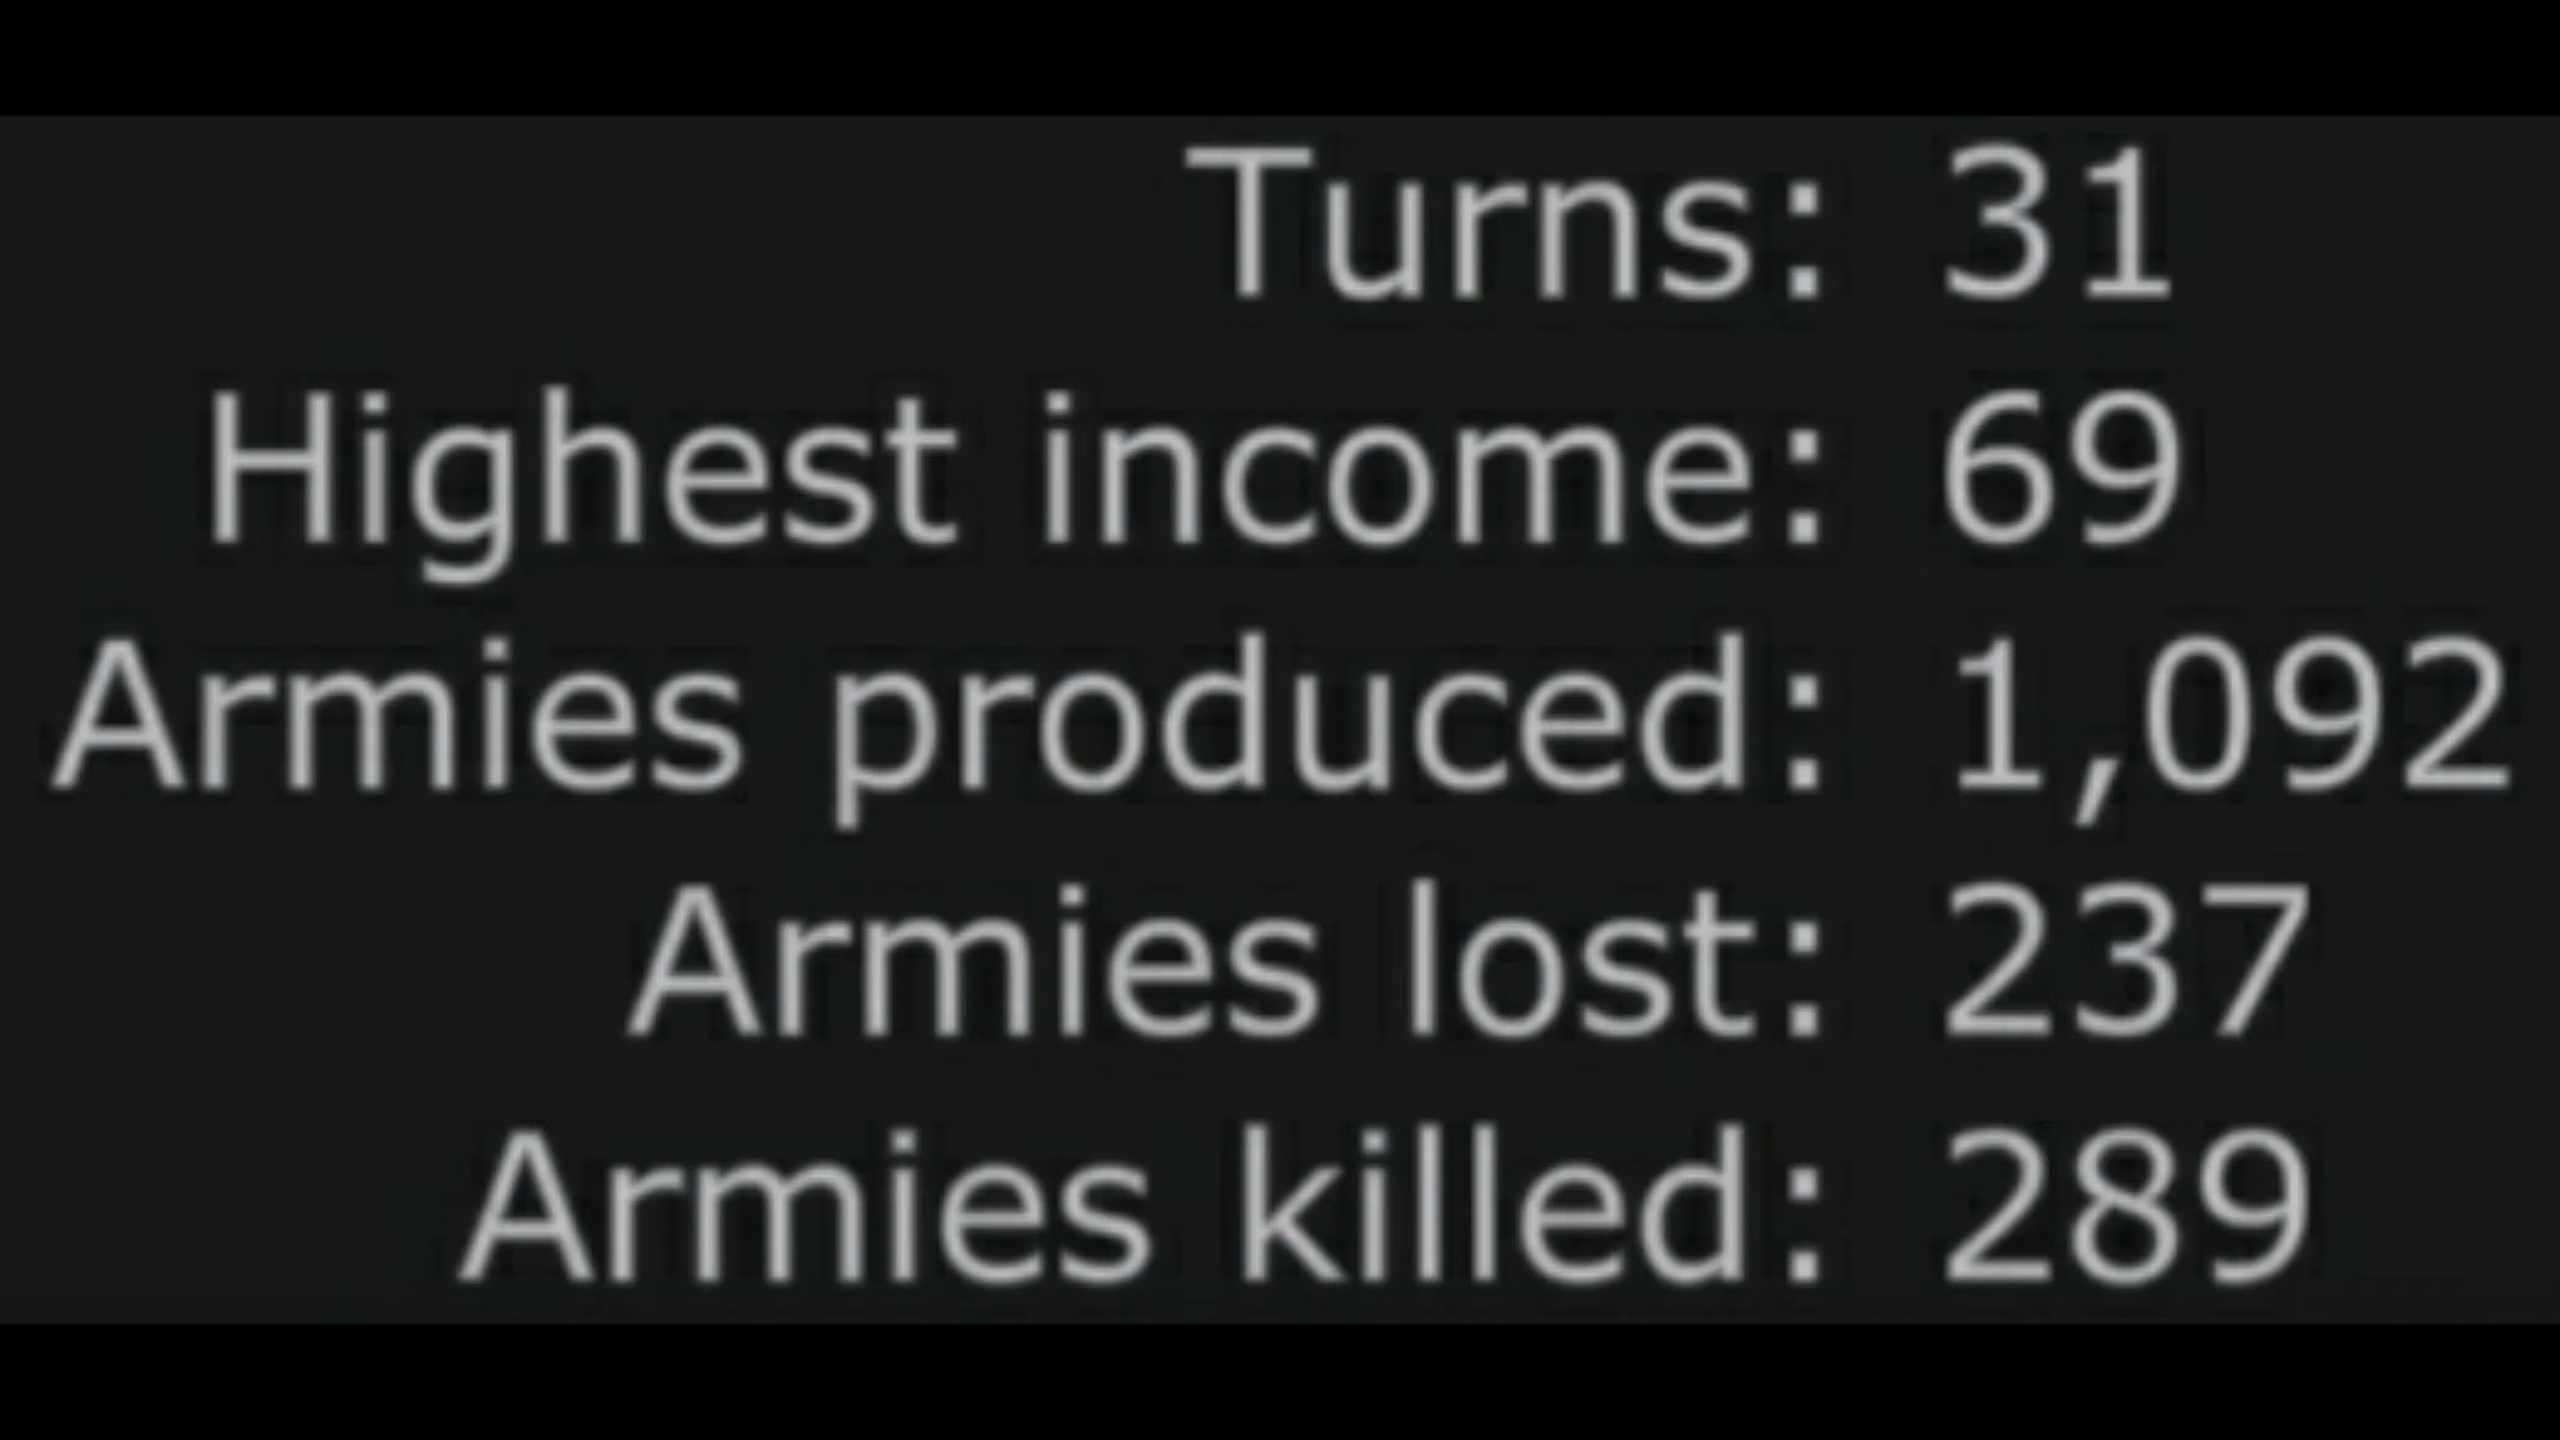 Turns: 31
Highest income: 69
Armies produced: 1,092
Armies lost: 237
Armies killed: 289